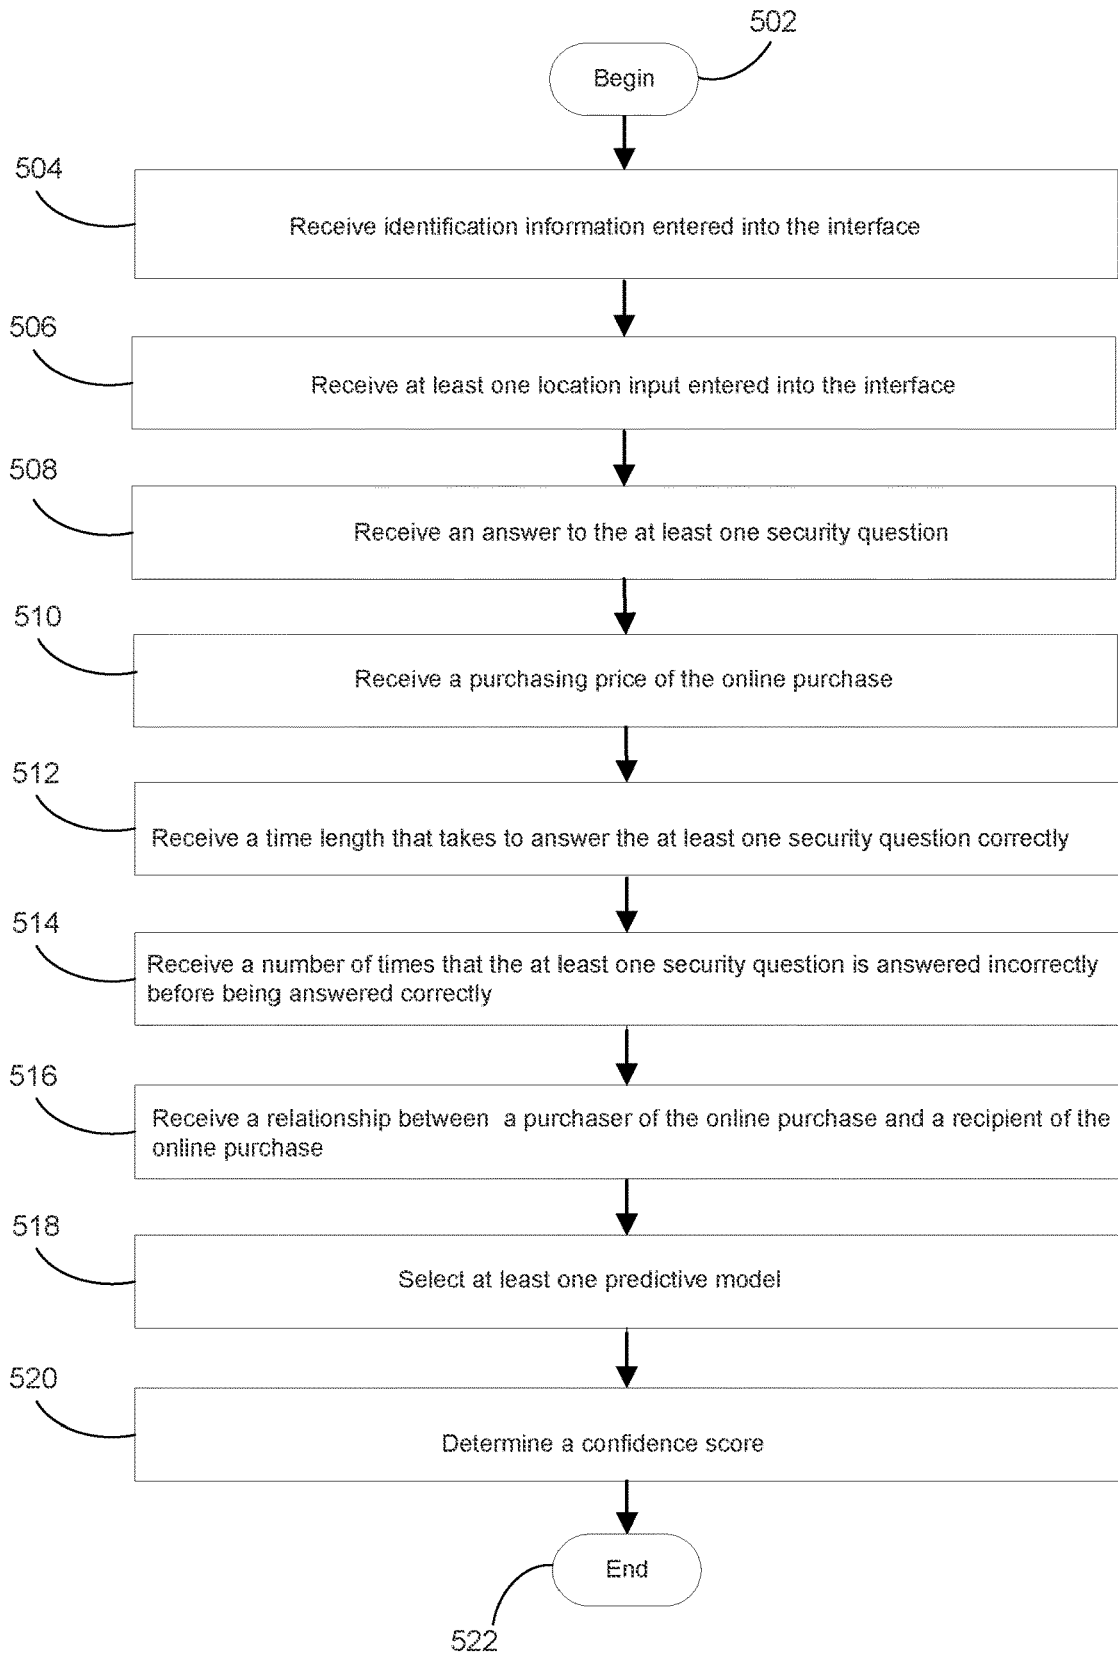 502
Begin
504
Receive identification information entered into the interface
506
Receive at least one location input entered into the interface
508
Receive an answer to the at least one security question
510
Receive a purchasing price of the online purchase
512
Receive a time length that takes to answer the at least one security question correctly
514
Receive a number of times that the at least one security question is answered incorrectly
before being answered correctly
516
Receive a relationship between a purchaser of the online purchase and a recipient of the
online purchase
518
Select at least one predictive model
520
Determine a confidence score
End
522